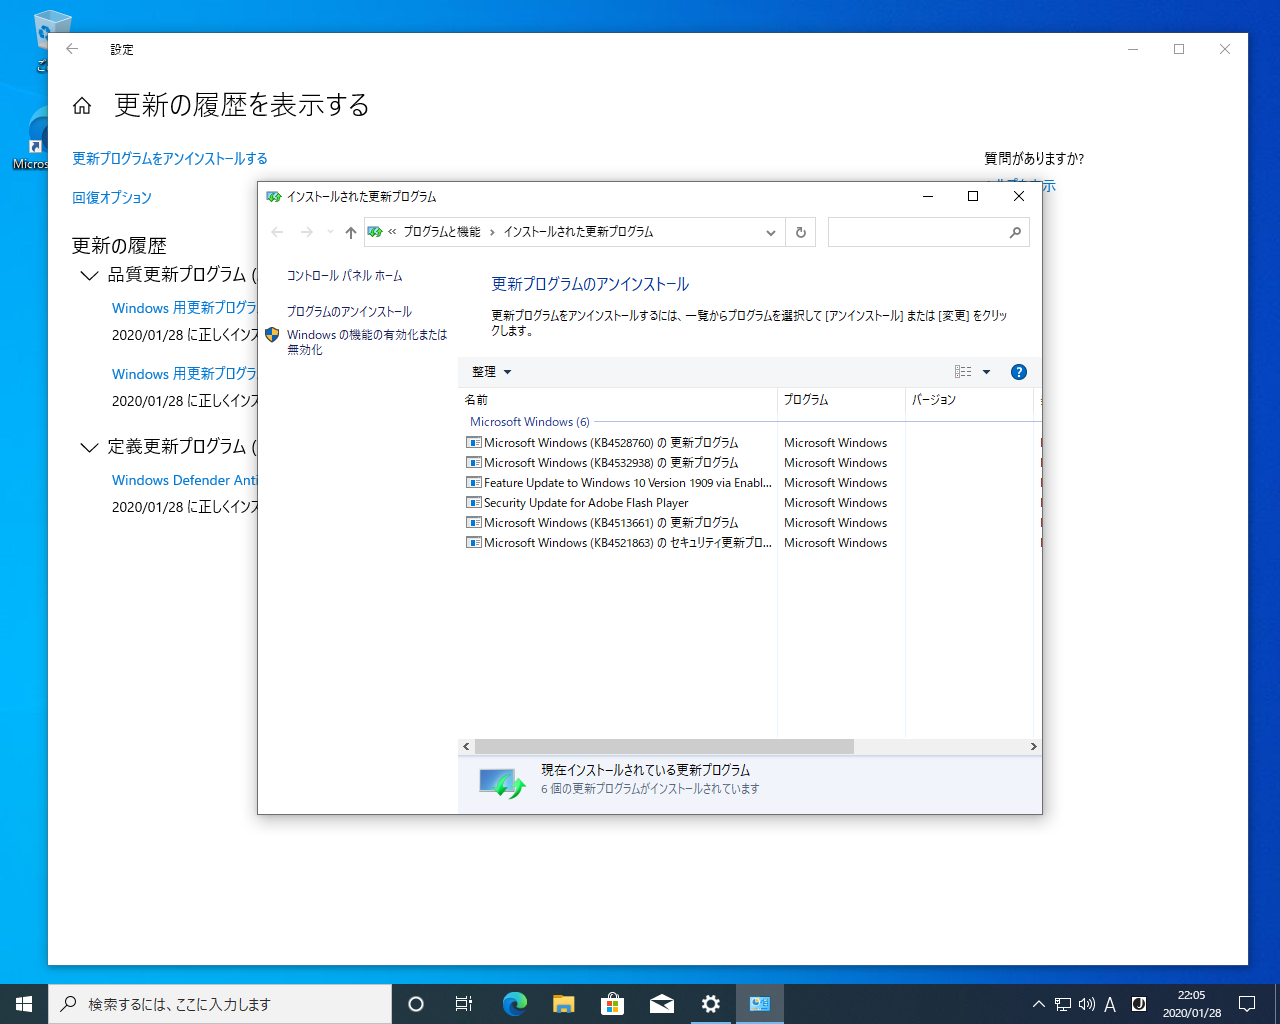 設定
更新の履歴を表示する
更新プログラムをアンインストールする
回復オプション
質問がありますか?
更新の履歴
品質更新プログラム (
Windows 用更新プログラ
2020/01/28 に正しくインス
Windows 用更新プログラ
2020/01/28 に正しくインス
定義更新プログラム (
Windows Defender Anti
2020/01/28 に正しくインス
インストールされた更新プログラム
« プログラムと機能 › インストールされた更新プログラム
コントロール パネル ホーム
プログラムのアンインストール
Windows の機能の有効化または
無効化
更新プログラムのアンインストール
更新プログラムをアンインストールするには、一覧からプログラムを選択して [アンインストール] または [変更] をクリッ
クします。
整理
名前 プログラム バージョン
Microsoft Windows (6)
Microsoft Windows (KB4528760) の 更新プログラム Microsoft Windows
Microsoft Windows (KB4532938) の 更新プログラム Microsoft Windows
Feature Update to Windows 10 Version 1909 via Enabl... Microsoft Windows
Security Update for Adobe Flash Player Microsoft Windows
Microsoft Windows (KB4513661) の 更新プログラム Microsoft Windows
Microsoft Windows (KB4521863) の セキュリティ更新プロ... Microsoft Windows
現在インストールされている更新プログラム
6 個の更新プログラムがインストールされています
Micros
検索するには、ここに入力します
A
22:05
2020/01/28